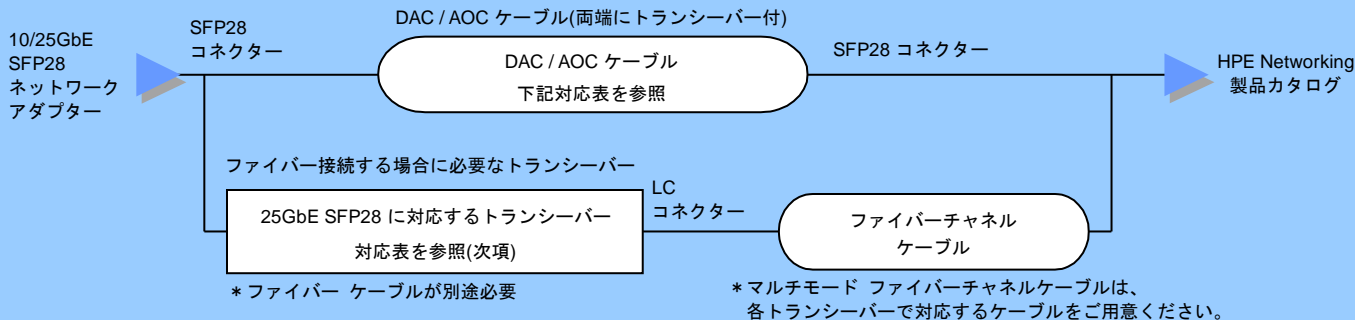 DAC / AOC ケーブル(両端にトランシーバー付)
10/25GbE
SFP28
ネットワーク
アダプター
SFP28
コネクター
DAC / AOC ケーブル
下記対応表を参照
SFP28 コネクター
HPE Networking
製品カタログ
ファイバー接続する場合に必要なトランシーバー
25GbE SFP28 に対応するトランシーバー
対応表を参照(次項)
LC
コネクター
ファイバーチャネル
ケーブル
*ファイバー ケーブルが別途必要
*マルチモード ファイバーチャネルケーブルは、
各トランシーバーで対応するケーブルをご用意ください。